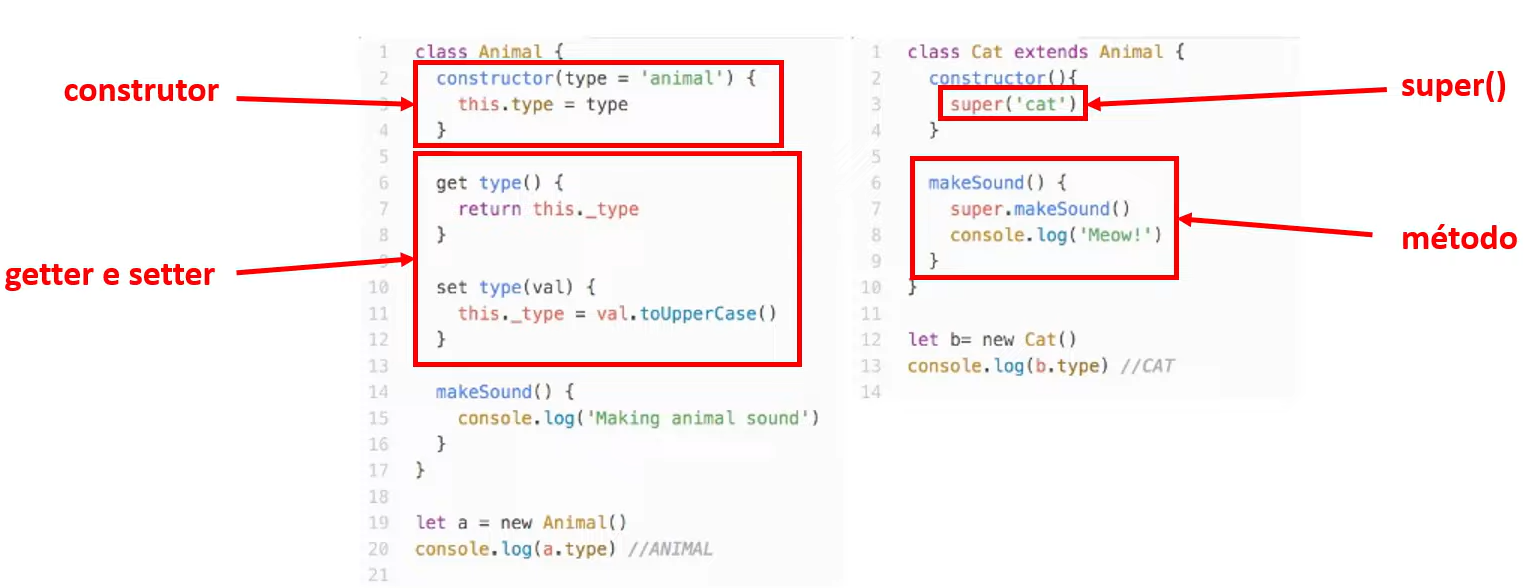 construtor
getter e setter
1 class Animal {
2 constructor(type = 'animal') {
3 this.type = type
4 }
5
6 get type() {
7 return this._type
8 }
9
10 set type(val) {
11 this._type = val.toUpperCase()
12 }
13
14 makeSound() {
15 console.log('Making animal sound')
16 }
17 }
18
19 let a = new Animal()
20 console.log(a.type) //ANIMAL
21
1 class Cat extends Animal {
2 constructor(){
3 super('cat')
4 }
5
6 makeSound() {
7 super.makeSound()
8 console.log('Meow!')
9 }
10 }
11
12 let b= new Cat()
13 console.log(b.type) //CAT
14
super()
método